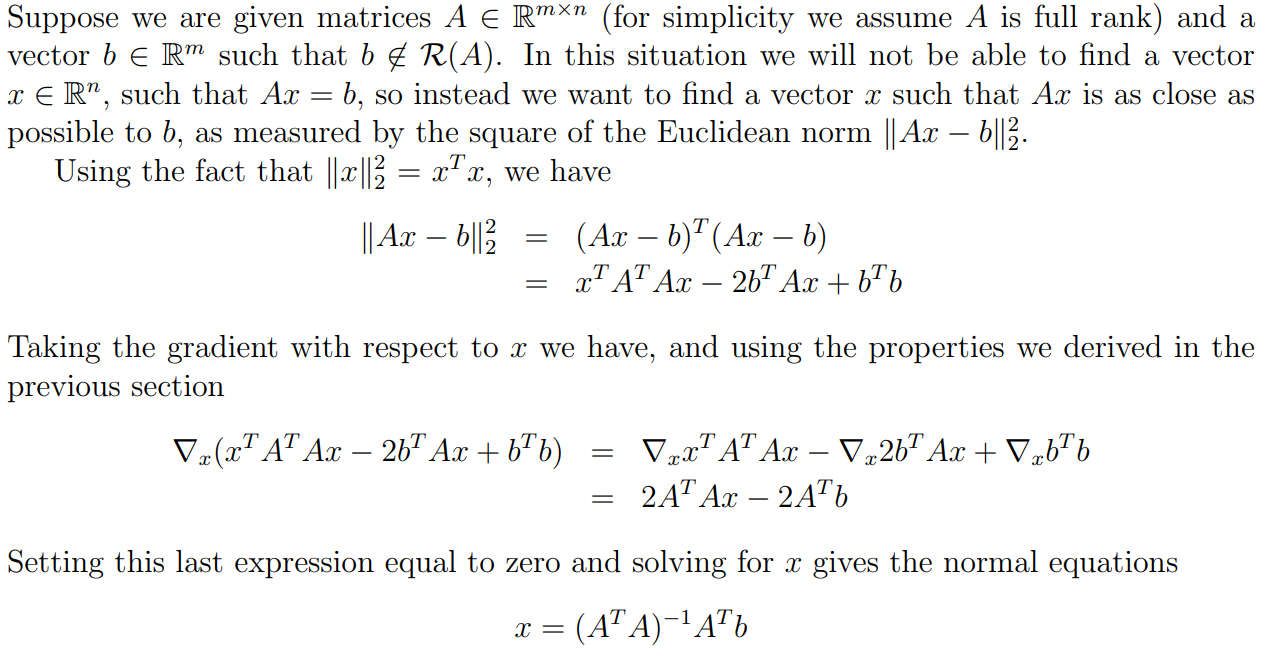 Suppose we are given matrices A ∈ ℝ^{m×n} (for simplicity we assume A is full rank) and a
vector b ∈ ℝ^m such that b ∉ 𝓡(A). In this situation we will not be able to find a vector
x ∈ ℝ^n, such that Ax = b, so instead we want to find a vector x such that Ax is as close as
possible to b, as measured by the square of the Euclidean norm ‖Ax − b‖_2^2.
Using the fact that ‖x‖_2^2 = x^T x, we have
‖Ax − b‖_2^2 = (Ax − b)^T (Ax − b)
= x^T A^T Ax − 2b^T Ax + b^T b
Taking the gradient with respect to x we have, and using the properties we derived in the
previous section
∇_x(x^T A^T Ax − 2b^T Ax + b^T b) = ∇_x x^T A^T Ax − ∇_x 2b^T Ax + ∇_x b^T b
= 2A^T Ax − 2A^T b
Setting this last expression equal to zero and solving for x gives the normal equations
x = (A^T A)^{−1} A^T b